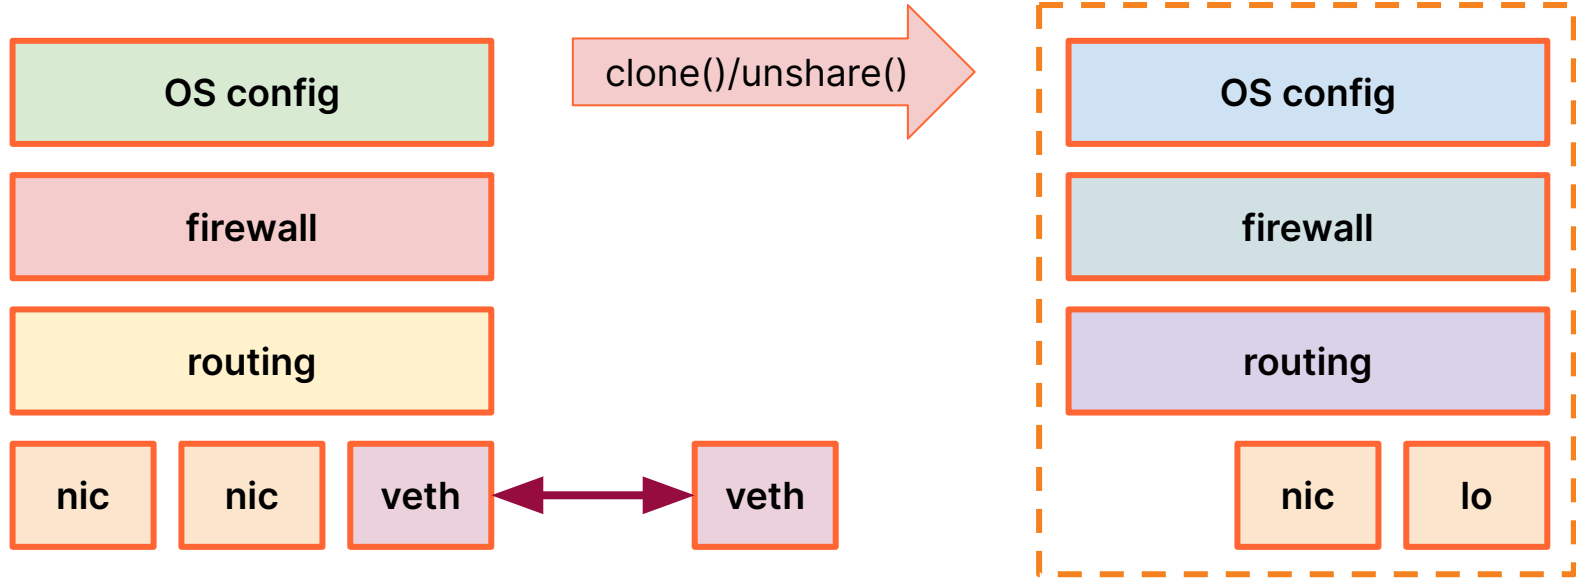 OS config
clone()/unshare()
OS config
firewall
firewall
routing
routing
nic
nic
veth
veth
nic
lo